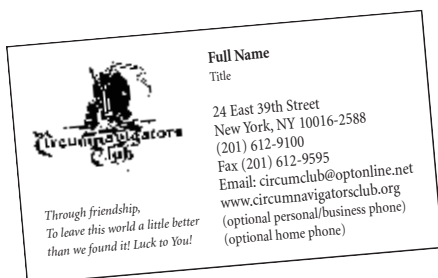 Circumnavigators
Club
Through friendship,
To leave this world a little better
than we found it! Luck to You!
Full Name
Title
24 East 39th Street
New York, NY 10016-2588
(201) 612-9100
Fax (201) 612-9595
Email: circumclub@optonline.net
www.circumnavigatorsclub.org
(optional personal/business phone)
(optional home phone)